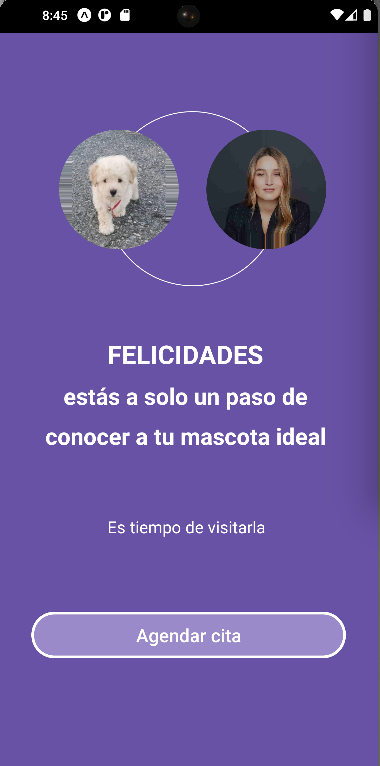 8:45
FELICIDADES
estás a solo un paso de
conocer a tu mascota ideal
Es tiempo de visitarla
Agendar cita